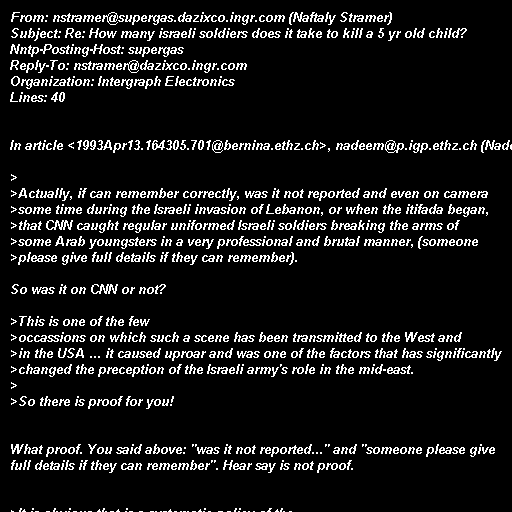 From: nstramer@supergas.dazixco.ingr.com (Naftaly Stramer)
Subject: Re: How many israeli soldiers does it take to kill a 5 yr old child?
Nntp-Posting-Host: supergas
Reply-To: nstramer@dazixco.ingr.com
Organization: Intergraph Electronics
Lines: 40
In article <1993Apr13.164305.701@bernina.ethz.ch>, nadeem@p.igp.ethz.ch
>
>Actually, if can remember correctly, was it not reported and even on camera
>some time during the Israeli invasion of Lebanon, or when the itifada began,
>that CNN caught regular uniformed Israeli soldiers breaking the arms of
>some Arab youngsters in a very professional and brutal manner, (someone
>please give full details if they can remember).
So was it on CNN or not?
>This is one of the few
>occassions on which such a scene has been transmitted to the West and
>in the USA ... it caused uproar and was one of the factors that has significantly
>changed the preception of the Israeli army's role in the mid-east.
>
>So there is proof for you!
What proof. You said above: "was it not reported..." and "someone please give
full details if they can remember". Hear say is not proof.
>It is obvious that is a systematic policy of the